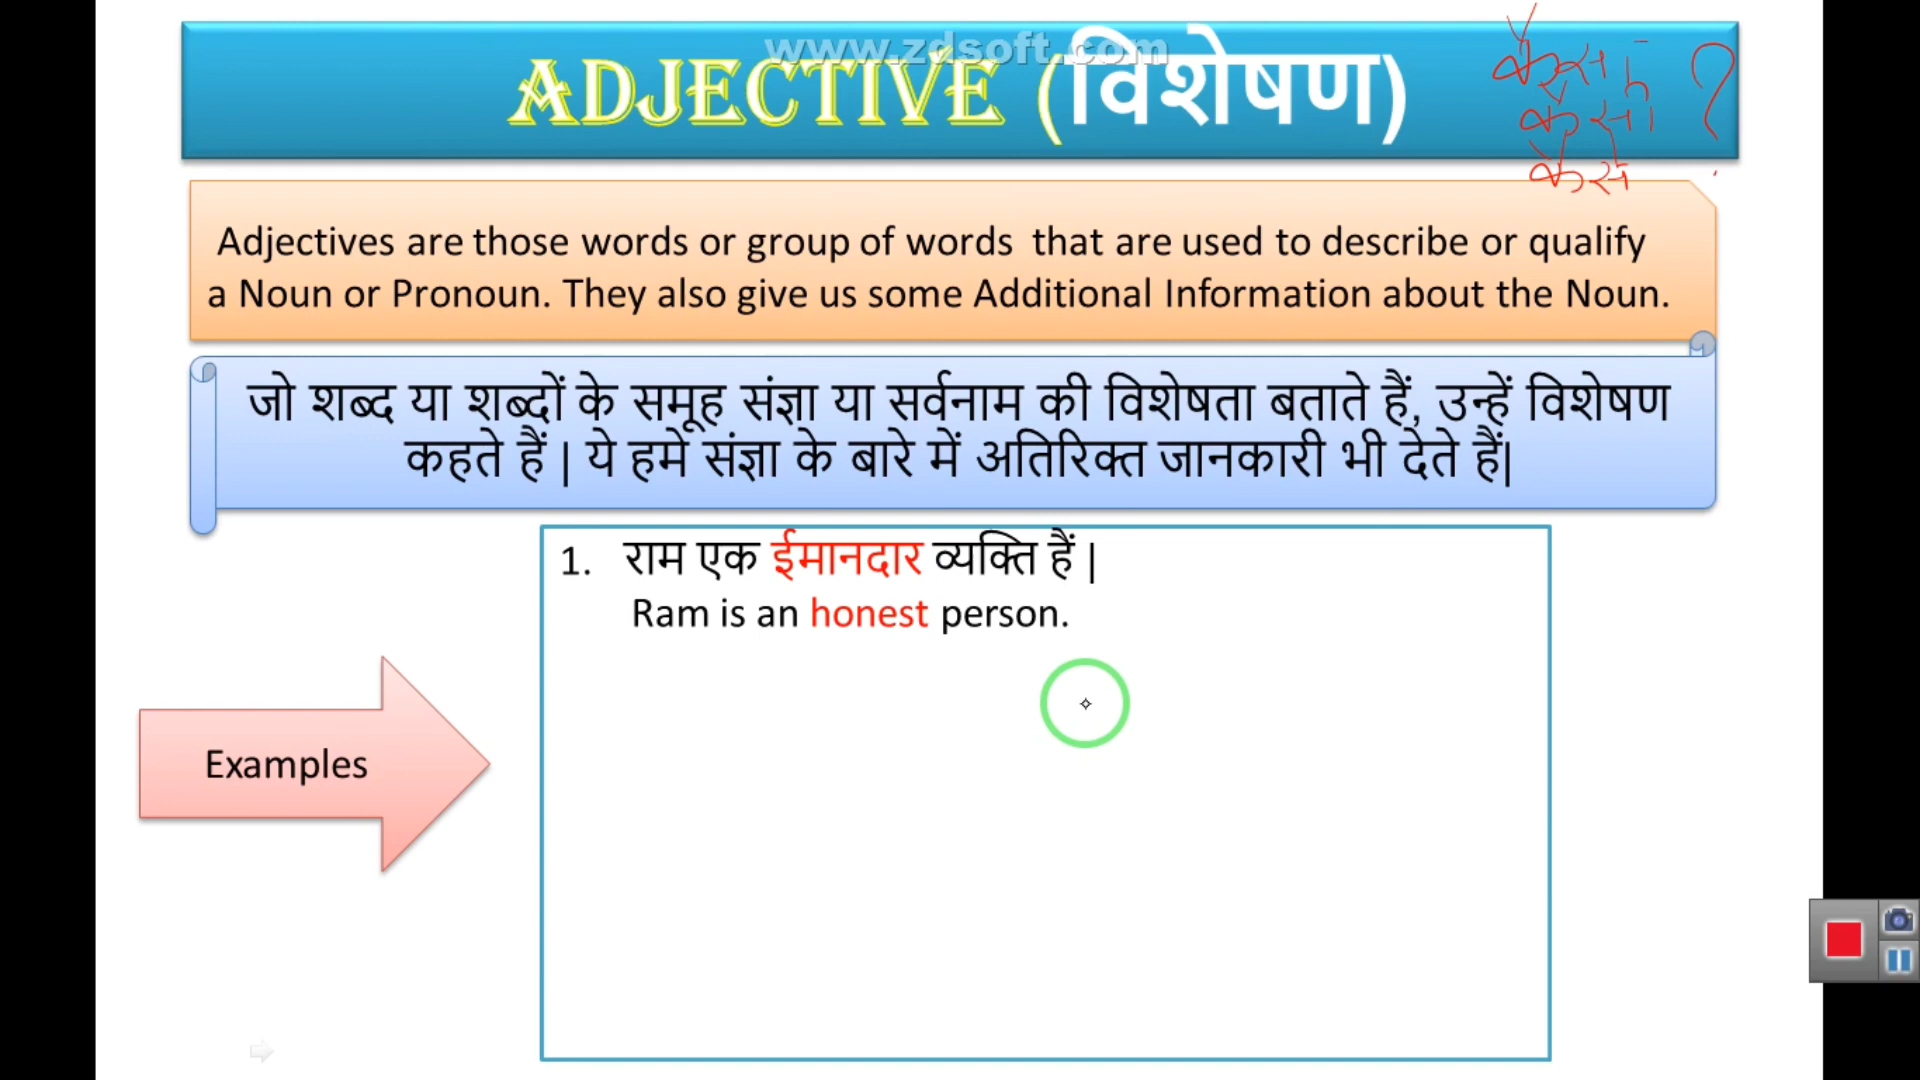 www.zdsoft.com
ADJECTIVE (विशेषण)
कैसा ?
कैसी
कैसे
Adjectives are those words or group of words that are used to describe or qualify
a Noun or Pronoun. They also give us some Additional Information about the Noun.
जो शब्द या शब्दों के समूह संज्ञा या सर्वनाम की विशेषता बताते हैं, उन्हें विशेषण
कहते हैं | ये हमे संज्ञा के बारे में अतिरिक्त जानकारी भी देते हैं|
1. राम एक ईमानदार व्यक्ति हैं |
Ram is an honest person.
Examples